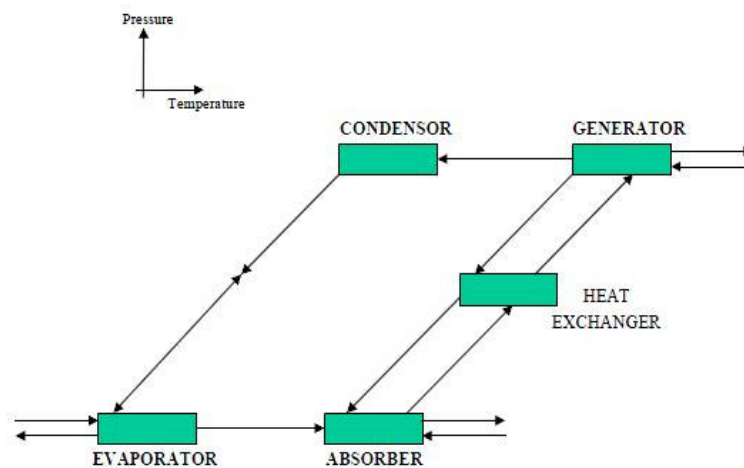 Pressure
Temperature
CONDENSOR
GENERATOR
HEAT
EXCHANGER
EVAPORATOR
ABSORBER